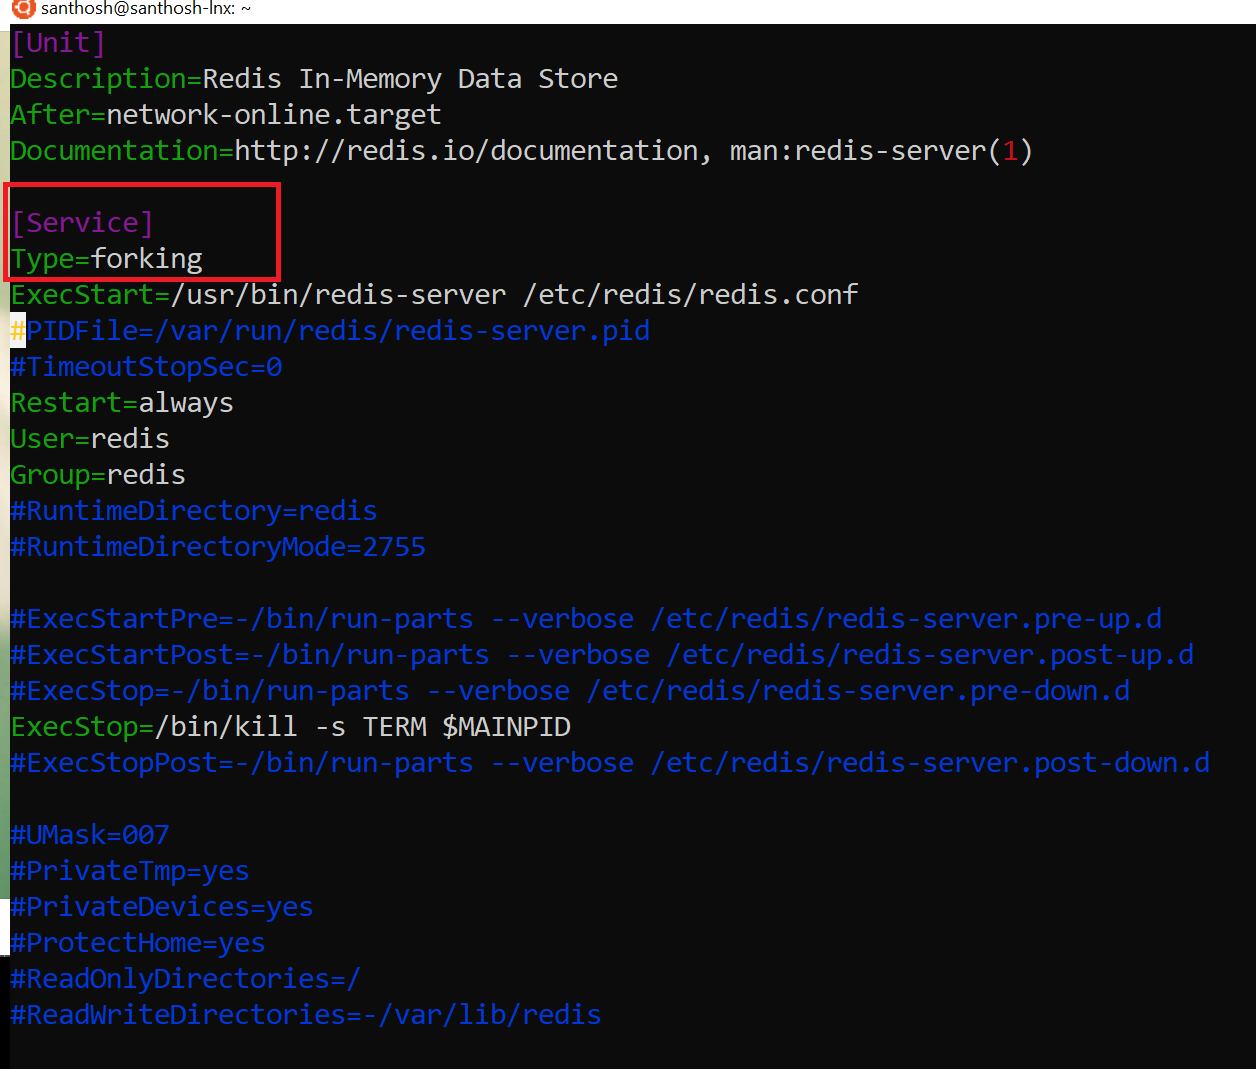 santhosh@santhosh-lnx: ~
[Unit]
Description=Redis In-Memory Data Store
After=network-online.target
Documentation=http://redis.io/documentation, man:redis-server(1)
[Service]
Type=forking
ExecStart=/usr/bin/redis-server /etc/redis/redis.conf
#PIDFile=/var/run/redis/redis-server.pid
#TimeoutStopSec=0
Restart=always
User=redis
Group=redis
#RuntimeDirectory=redis
#RuntimeDirectoryMode=2755
#ExecStartPre=-/bin/run-parts --verbose /etc/redis/redis-server.pre-up.d
#ExecStartPost=-/bin/run-parts --verbose /etc/redis/redis-server.post-up.d
#ExecStop=-/bin/run-parts --verbose /etc/redis/redis-server.pre-down.d
ExecStop=/bin/kill -s TERM $MAINPID
#ExecStopPost=-/bin/run-parts --verbose /etc/redis/redis-server.post-down.d
#UMask=007
#PrivateTmp=yes
#PrivateDevices=yes
#ProtectHome=yes
#ReadOnlyDirectories=/
#ReadWriteDirectories=-/var/lib/redis